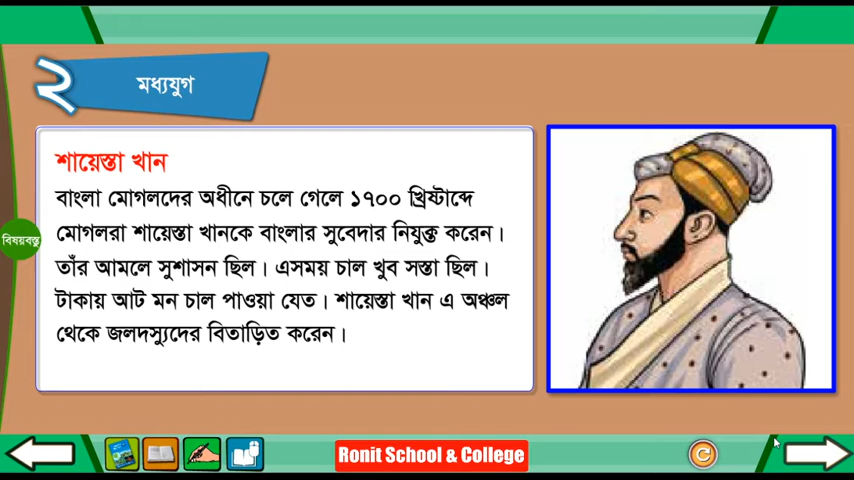 ২
মধ্যযুগ
শায়েস্তা খান
বাংলা মোগলদের অধীনে চলে গেলে ১৭০০ খ্রিষ্টাব্দে
মোগলরা শায়েস্তা খানকে বাংলার সুবেদার নিযুক্ত করেন।
তাঁর আমলে সুশাসন ছিল। এসময় চাল খুব সস্তা ছিল।
টাকায় আট মন চাল পাওয়া যেত। শায়েস্তা খান এ অঞ্চল
থেকে জলদস্যুদের বিতাড়িত করেন।
বিষয়বস্তু
Ronit School & College